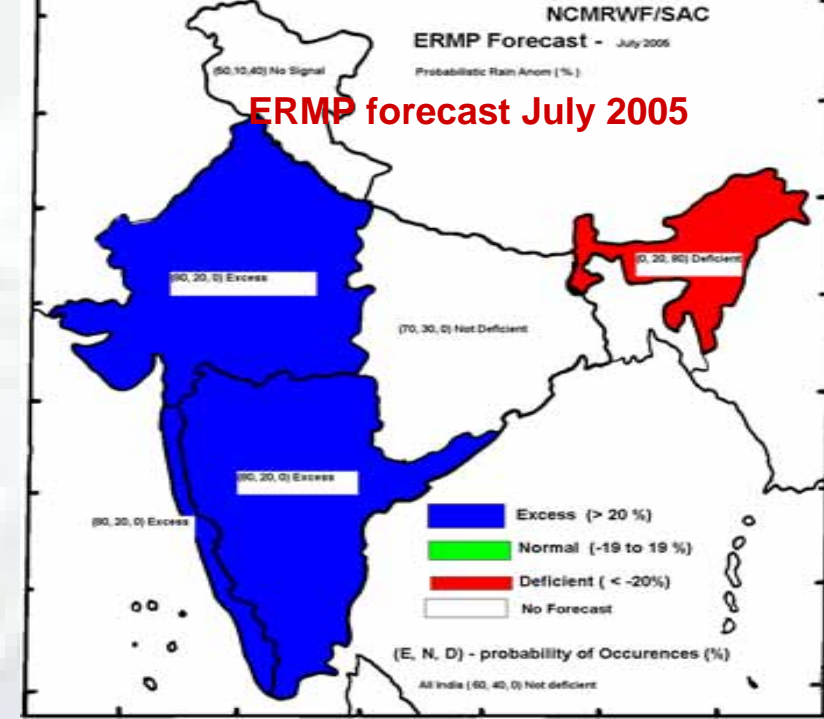 NCMRWF/SAC
ERMP Forecast - July 2005
Probabilistic Rain Anom (%)
(50,10,40) No Signal
ERMP forecast July 2005
(80, 20, 0) Excess
(0, 20, 80) Deficient
(70, 30, 0) Not Deficient
(80, 20, 0) Excess
(80, 20, 0) Excess
Excess (> 20 %)
Normal (-19 to 19 %)
Deficient ( < -20%)
No Forecast
(E, N, D) - probability of Occurences (%)
All India ( 60, 40, 0) Not deficient